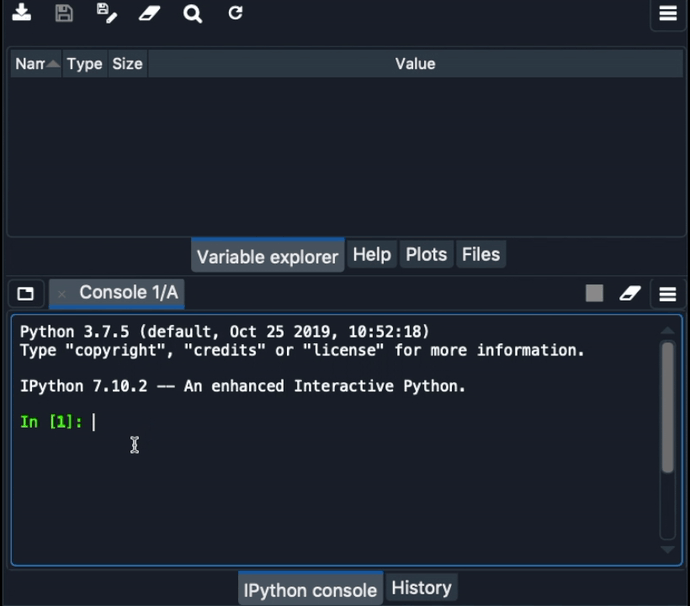 Nam Type Size Value
Variable explorer Help Plots Files
Console 1/A
Python 3.7.5 (default, Oct 25 2019, 10:52:18)
Type "copyright", "credits" or "license" for more information.
IPython 7.10.2 -- An enhanced Interactive Python.
In [1]:
IPython console History